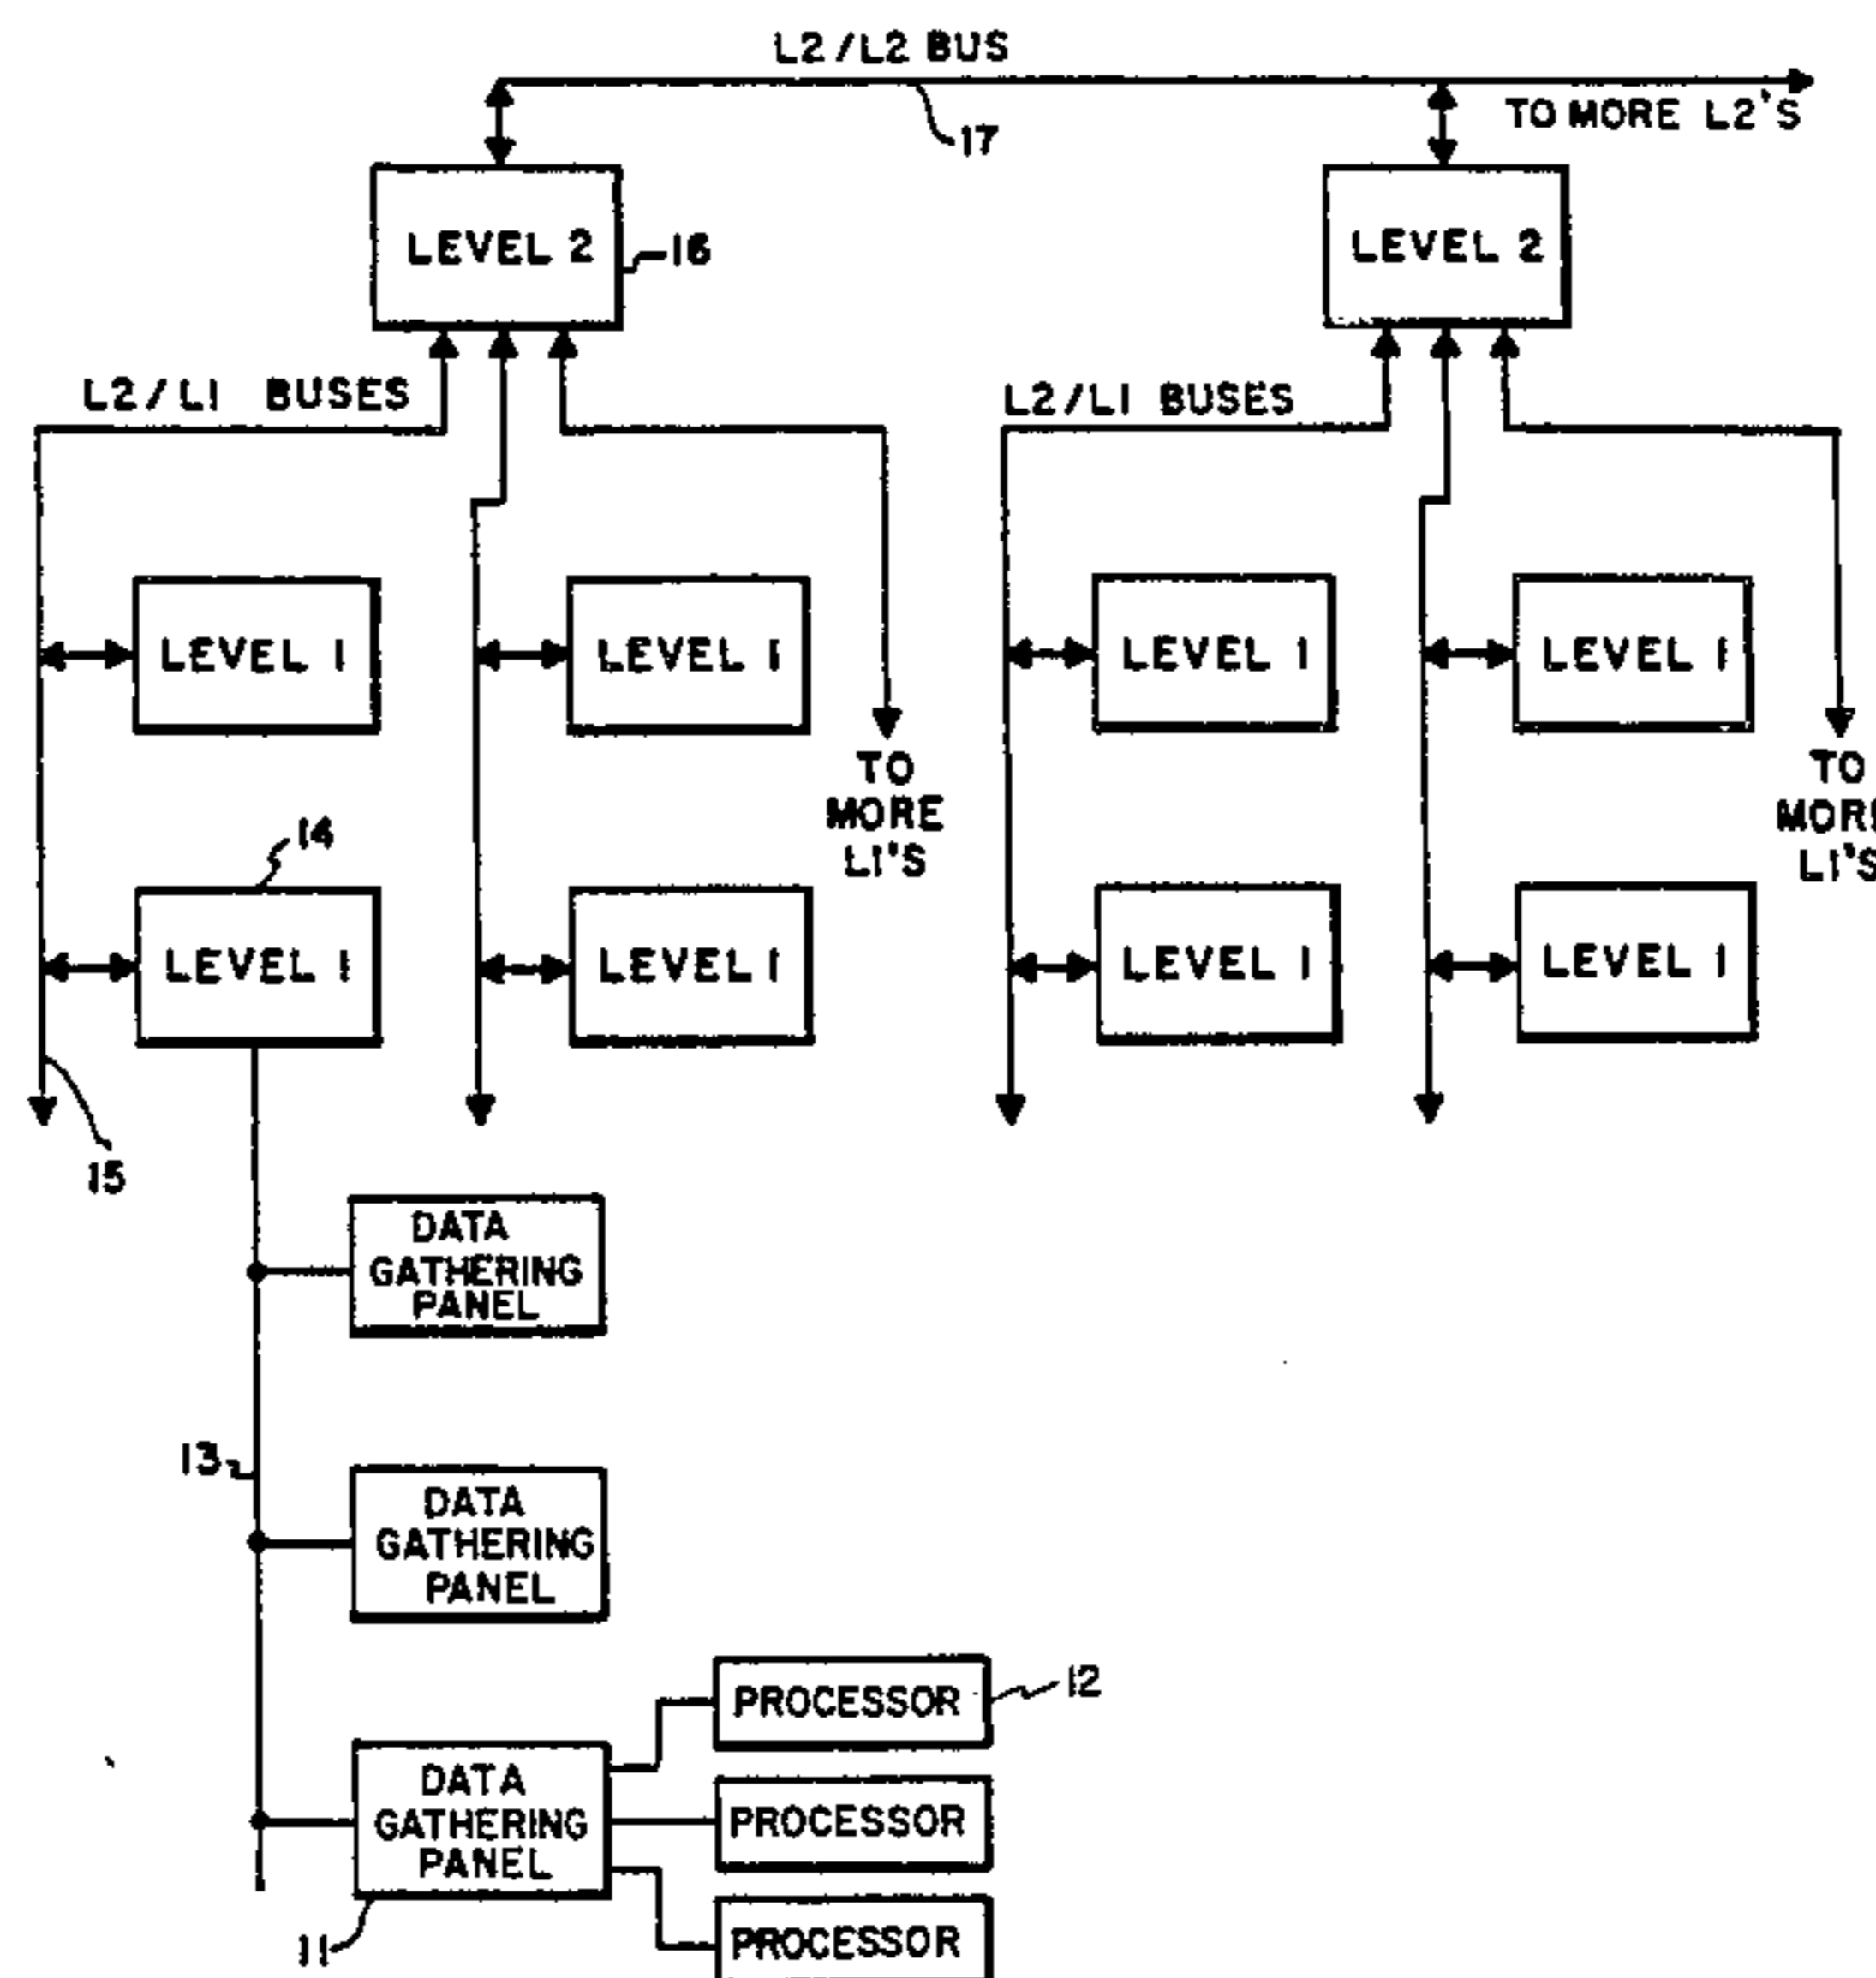 L2/L2 BUS
TO MORE L2'S
17
LEVEL 2
16
LEVEL 2
L2/L1 BUSES
L2/L1 BUSES
LEVEL 1
LEVEL 1
LEVEL 1
LEVEL 1
TO
MORE
L1'S
TO
MORE
L1'S
14
LEVEL 1
LEVEL 1
LEVEL 1
LEVEL 1
15
DATA
GATHERING
PANEL
13
DATA
GATHERING
PANEL
PROCESSOR
12
DATA
GATHERING
PANEL
PROCESSOR
11
PROCESSOR